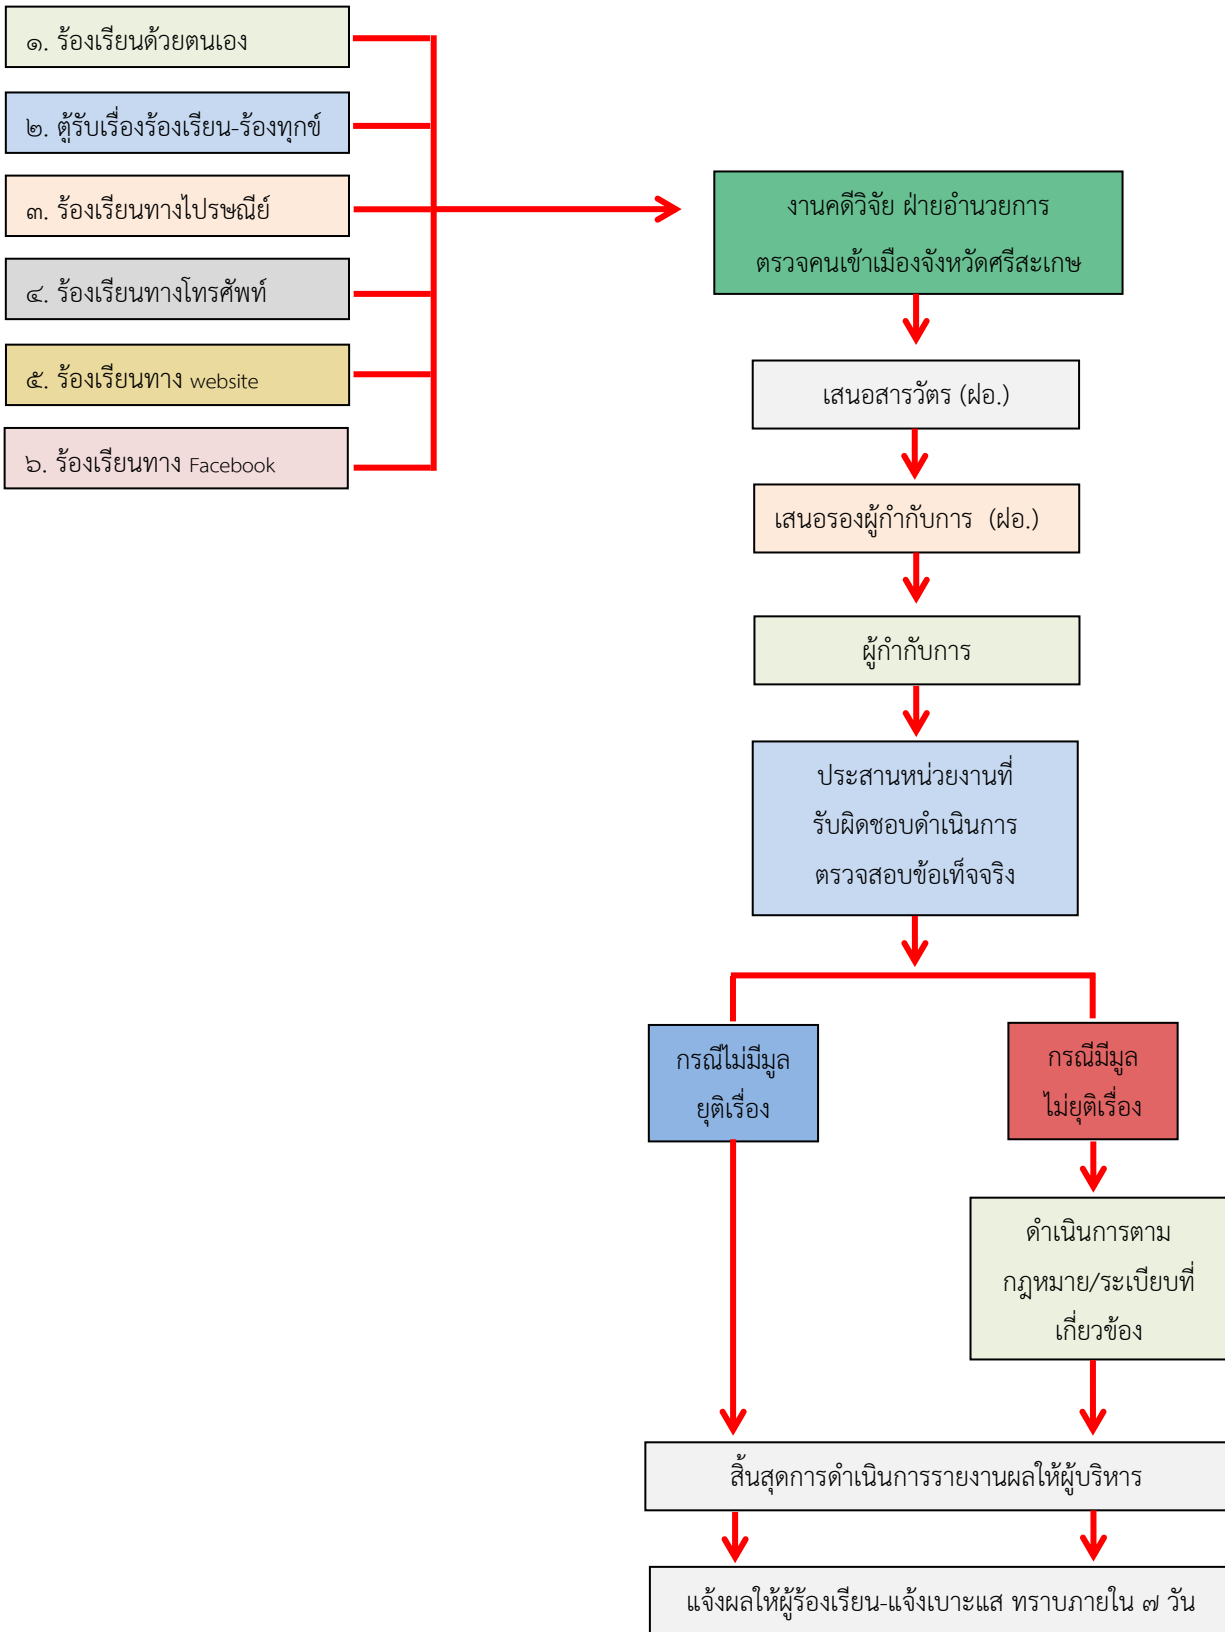 ๑. ร้องเรียนด้วยตนเอง
๒. ตู้รับเรื่องร้องเรียน-ร้องทุกข์
๓. ร้องเรียนทางไปรษณีย์
๔. ร้องเรียนทางโทรศัพท์
๕. ร้องเรียนทาง website
๖. ร้องเรียนทาง Facebook
งานคดีวิจัย ฝ่ายอำนวยการ
ตรวจคนเข้าเมืองจังหวัดศรีสะเกษ
เสนอสารวัตร (ฝอ.)
เสนอรองผู้กำกับการ (ฝอ.)
ผู้กำกับการ
ประสานหน่วยงานที่
รับผิดชอบดำเนินการ
ตรวจสอบข้อเท็จจริง
กรณีไม่มีมูล
ยุติเรื่อง
กรณีมีมูล
ไม่ยุติเรื่อง
ดำเนินการตาม
กฎหมาย/ระเบียบที่
เกี่ยวข้อง
สิ้นสุดการดำเนินการรายงานผลให้ผู้บริหาร
แจ้งผลให้ผู้ร้องเรียน-แจ้งเบาะแส ทราบภายใน ๗ วัน